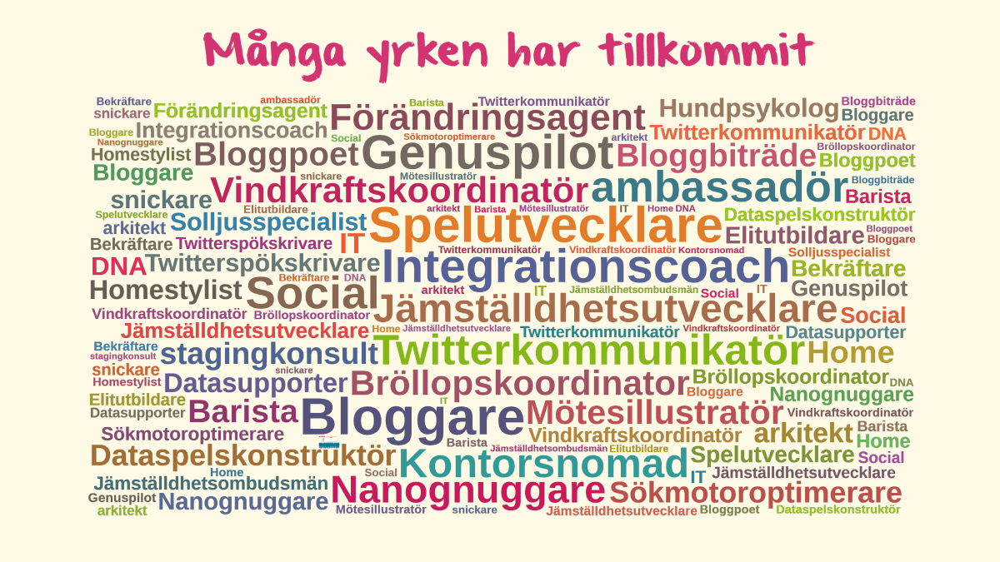 Många yrken har tillkommit
Bekräftare ambassadör Barista Twitterkommunikatör Bloggbiträde
snickare Förändringsagent Förändringsagent Hundpsykolog Bloggare
Bloggare Integrationscoach Social Sökmotoroptimerare arkitekt Twitterkommunikatör DNA
Nanognuggare Bröllopskoordinator
Homestylist Bloggpoet Genuspilot Bloggbiträde Bloggpoet
Bloggare snickare Mötesillustratör Bloggbiträde
snickare Vindkraftskoordinatör ambassadör Barista
Spelutvecklare Elitutbildare arkitekt Barista Mötesillustratör IT Home DNA Dataspelskonstruktör
arkitekt Solljusspecialist Spelutvecklare Elitutbildare Bloggpoet
Bloggare
Bekräftare Twitterspökskrivare IT Twitterkommunikatör Vindkraftskoordinatör Kontorsnomad Solljusspecialist
DNA Twitterspökskrivare Integrationscoach Bekräftare
Bekräftare DNA
Homestylist Social arkitekt IT Jämställdhetsombudsmän Social IT Genuspilot
Vindkraftskoordinatör Bröllopskoordinator Jämställdhetsutvecklare Social
Jämställdhetsutvecklare Home Jämställdhetsutvecklare Twitterkommunikatör Vindkraftskoordinatör Datasupporter
Bekräftare stagingkonsult Twitterkommunikatör Home
stagingkonsult
snickare snickare Bröllopskoordinator
Homestylist Datasupporter Bröllopskoordinator Bloggare DNA
Elitutbildare IT Nanognuggare
Datasupporter Barista Bloggare Mötesillustratör Vindkraftskoordinatör
Sökmotoroptimerare Vindkraftskoordinatör arkitekt Barista
Barista Jämställdhetsombudsmän Elitutbildare Home
Dataspelskonstruktör Kontorsnomad Spelutvecklare Social
Home Social IT Jämställdhetsutvecklare
Jämställdhetsombudsmän Nanognuggare Sökmotoroptimerare
Genuspilot Nanognuggare
arkitekt Mötesillustratör snickare Jämställdhetsutvecklare Bloggpoet Dataspelskonstruktör